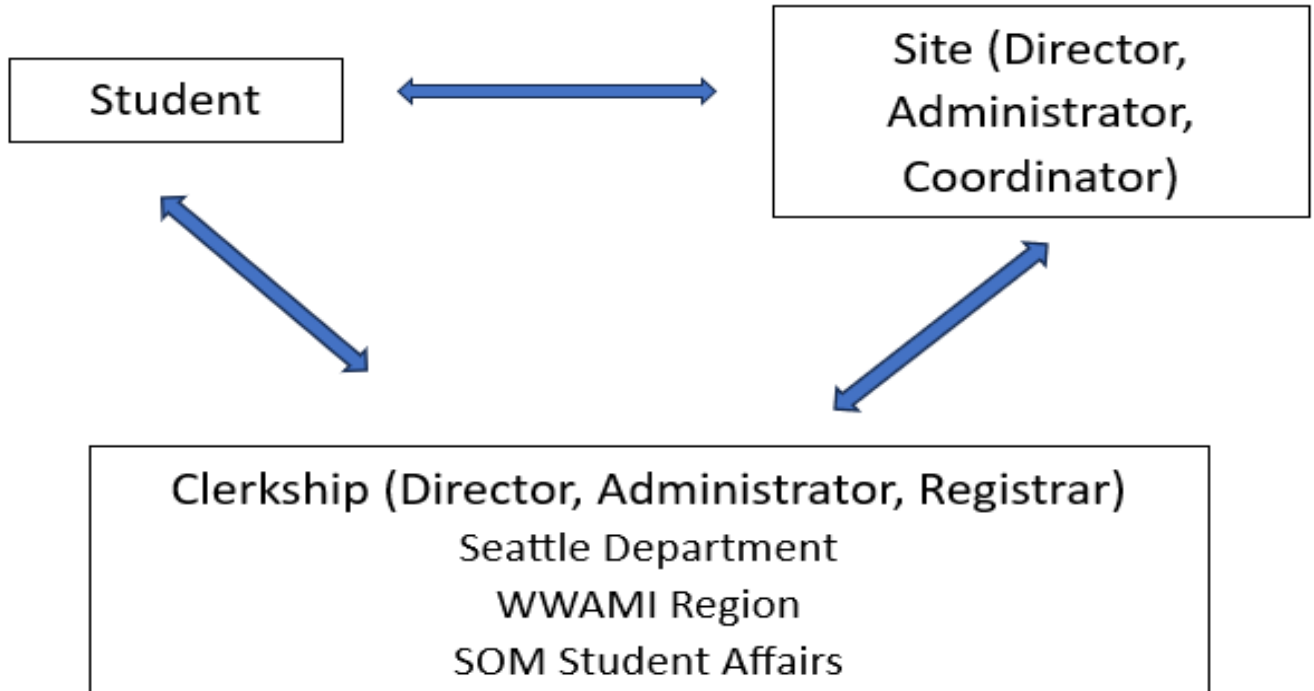 Student
Site (Director,
Administrator,
Coordinator)
Clerkship (Director, Administrator, Registrar)
Seattle Department
WWAMI Region
SOM Student Affairs